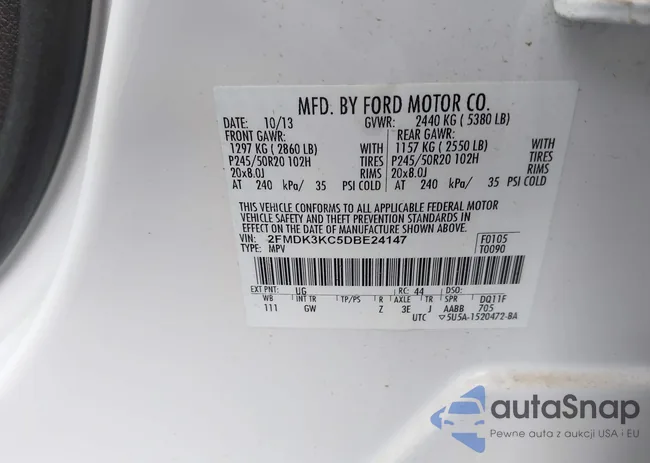 MFD. BY FORD MOTOR CO.
DATE: 10/13 GVWR: 2440 KG ( 5380 LB)
FRONT GAWR: REAR GAWR:
1297 KG ( 2860 LB) WITH 1157 KG ( 2550 LB) WITH
P245/50R20 102H TIRES P245/50R20 102H TIRES
20x8.0J RIMS 20x8.0J RIMS
AT 240 kPa/ 35 PSI COLD AT 240 kPa/ 35 PSI COLD
THIS VEHICLE CONFORMS TO ALL APPLICABLE FEDERAL MOTOR
VEHICLE SAFETY AND THEFT PREVENTION STANDARDS IN
EFFECT ON THE DATE OF MANUFACTURE SHOWN ABOVE.
VIN: 2FMDK3KC5DBE24147 F0105
TYPE: MPV T0090
EXT PNT: UG RC: 44 DSO:
WB INT TR TP/PS R AXLE TR SPR DQ11F
111 GW Z 3E J AABB 705
UTC ▽5U5A-1520472-BA
autaSnap
Pewne auta z aukcji USA i EU